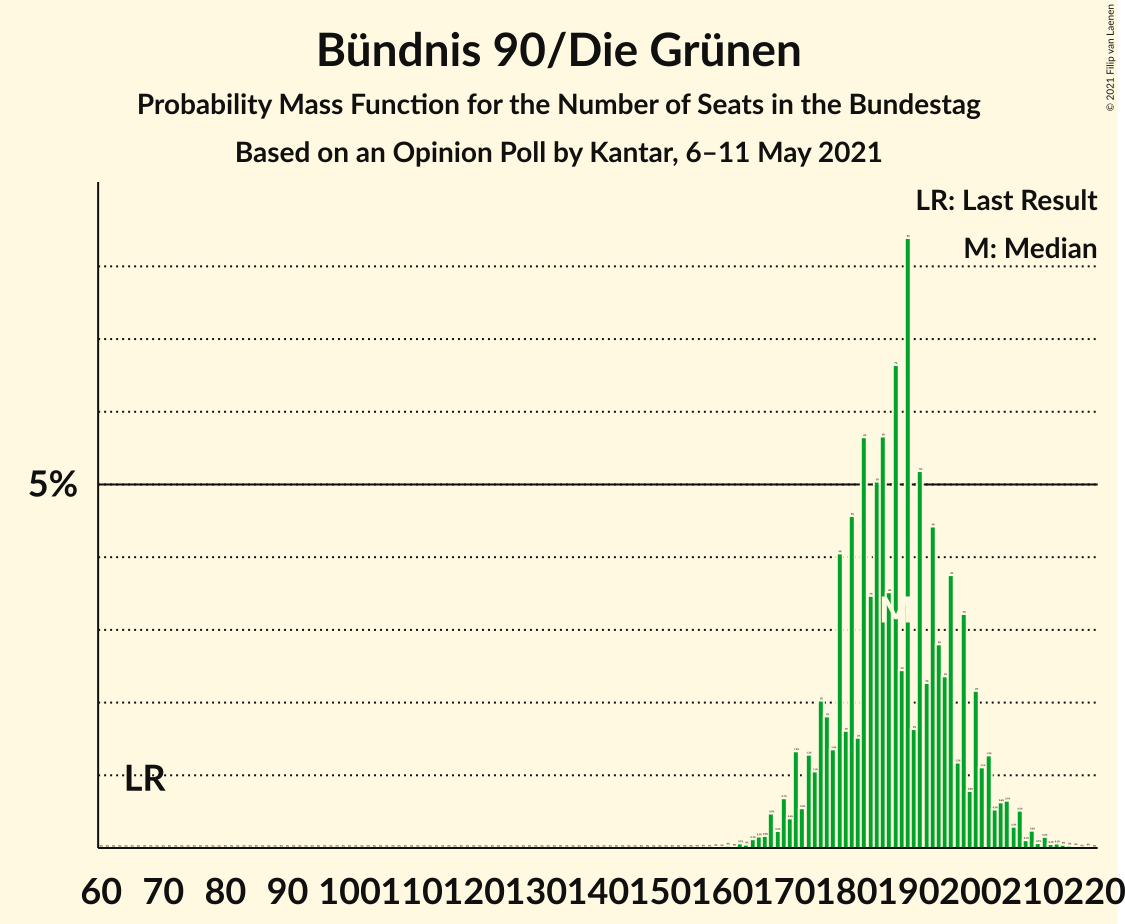 Bündnis 90/Die Grünen
Probability Mass Function for the Number of Seats in the Bundestag
Based on an Opinion Poll by Kantar, 6–11 May 2021
© 2021 Filip van Laenen
LR: Last Result
M: Median
5%
M
LR
60 70 80 90 100 110 120 130 140 150 160 170 180 190 200 210 220